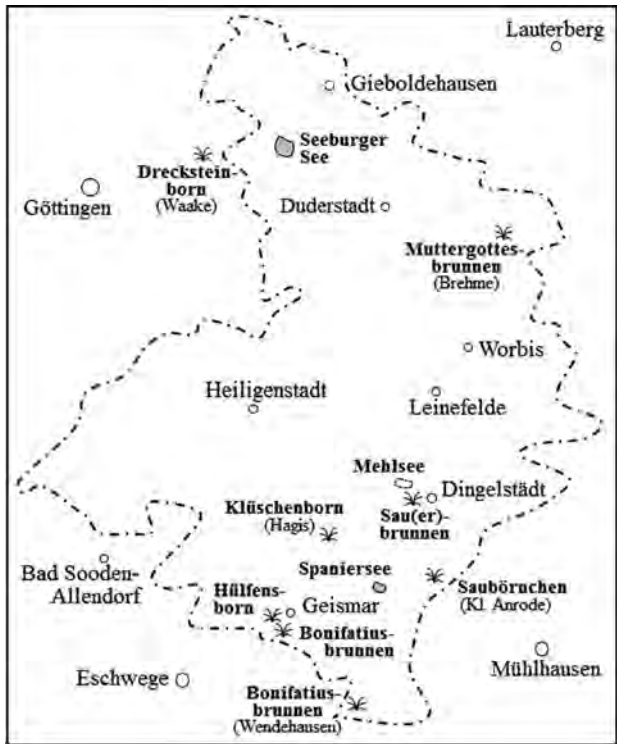 Lauterberg
Gieboldehausen
Seeburger
See
Drecksteinborn
born
(Waake)
Göttingen
Duderstadt
Muttergottes-
brunnen
(Brehme)
Worbis
Heiligenstadt
Leinefelde
Mehlsee
Dingelstädt
Klüschenborn
(Hagis)
Sau(er)-
brunnen
Bad Sooden-
Allendorf
Spaniersee
Saubörnchen
(Kl. Anrode)
Hülfens-
born
Geismar
Bonifatius-
brunnen
Mühlhausen
Eschwege
Bonifatius-
brunnen
(Wendehausen)